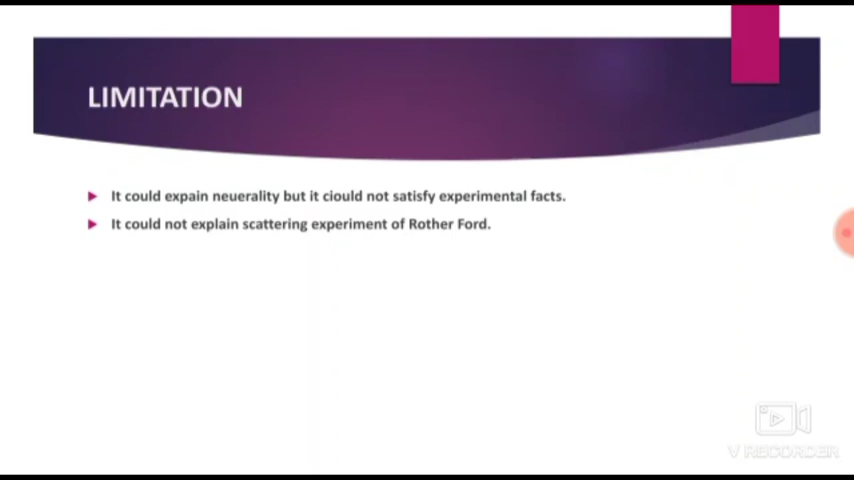 LIMITATION
It could expain neuerality but it ciould not satisfy experimental facts.
It could not explain scattering experiment of Rother Ford.
V RECORDER